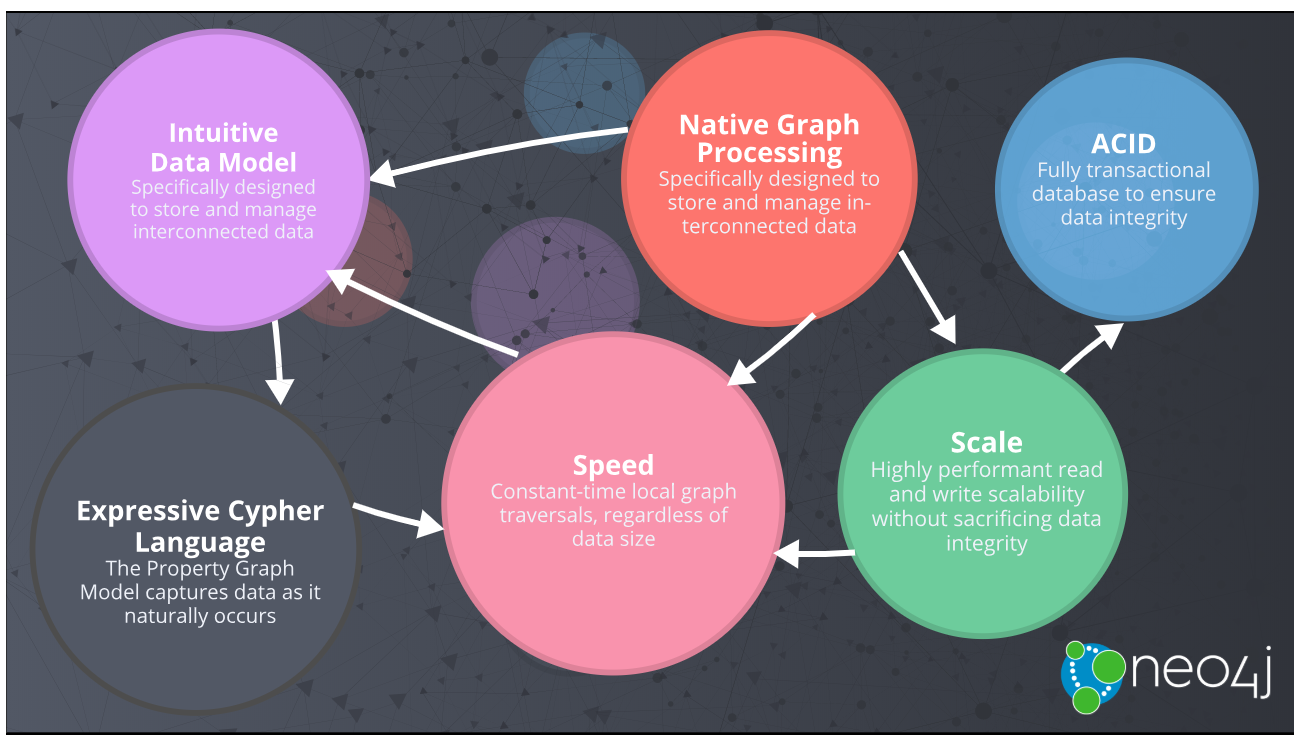 Intuitive
Data Model
Specifically designed
to store and manage
interconnected data
Native Graph
Processing
Specifically designed to
store and manage in-
terconnected data
ACID
Fully transactional
database to ensure
data integrity
Expressive Cypher
Language
The Property Graph
Model captures data as it
naturally occurs
Speed
Constant-time local graph
traversals, regardless of
data size
Scale
Highly performant read
and write scalability
without sacrificing data
integrity
neo4j